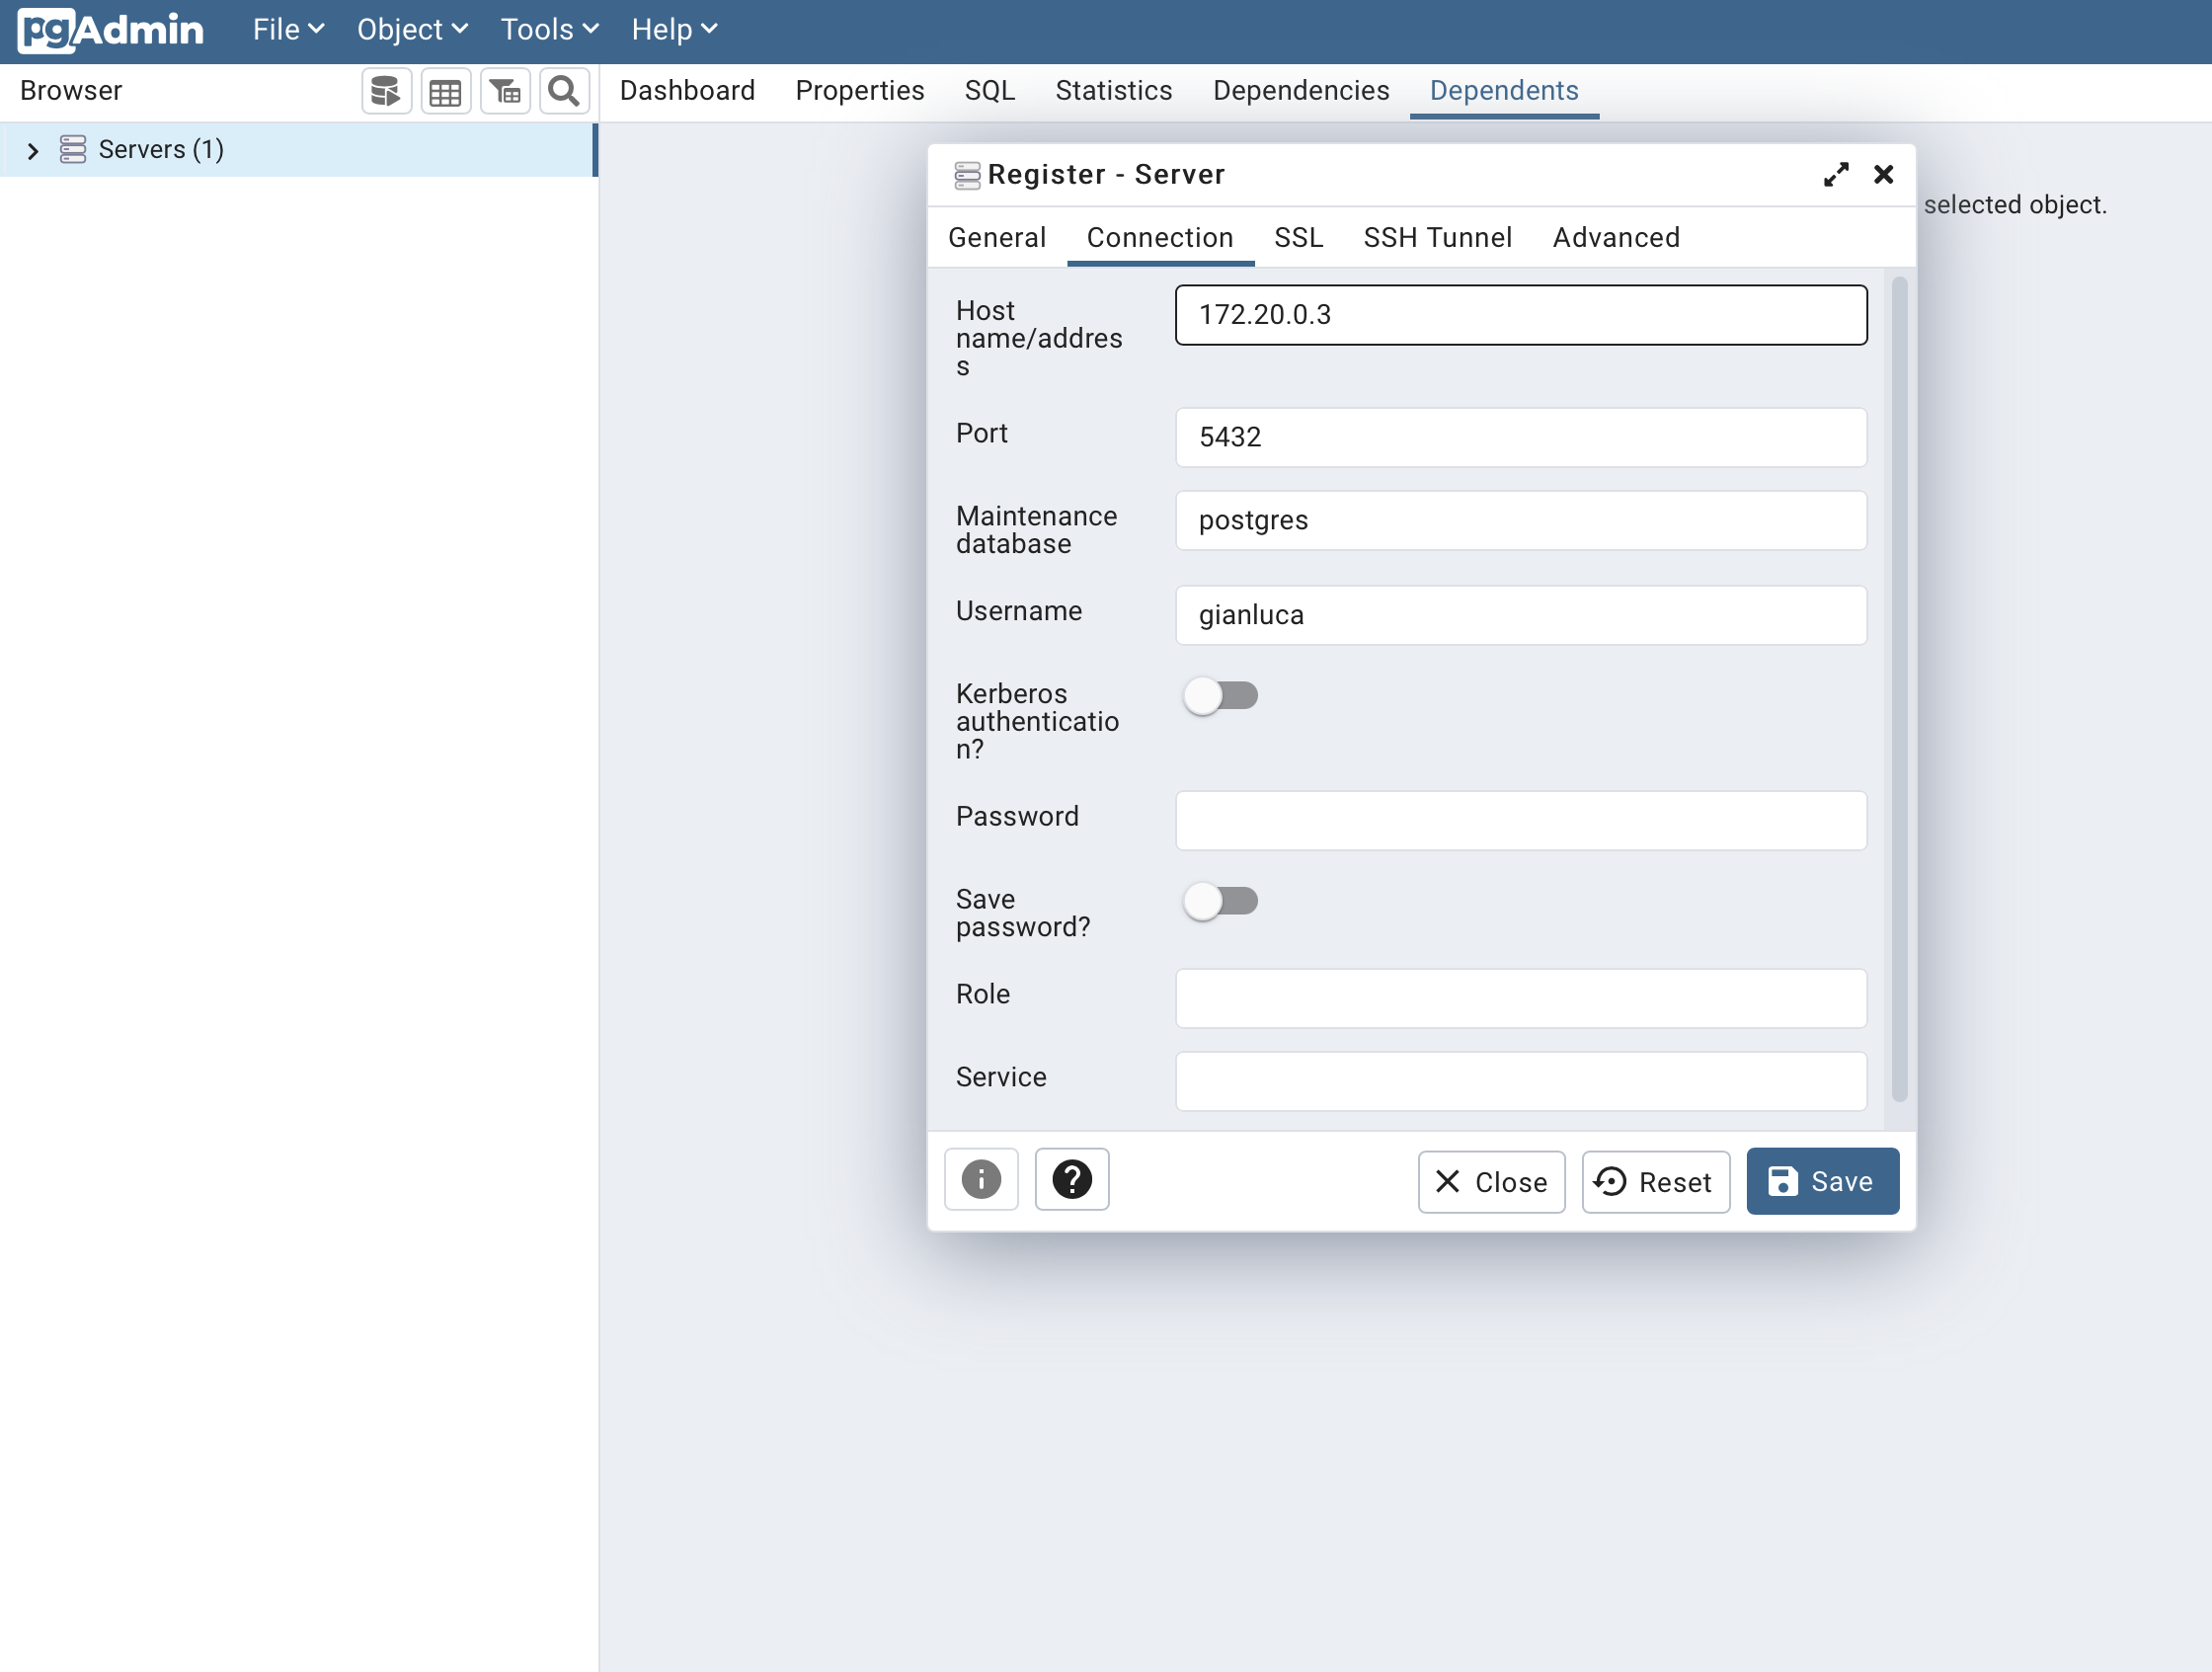 pgAdmin
File
Object
Tools
Help
Browser
Dashboard
Properties
SQL
Statistics
Dependencies
Dependents
Servers (1)
selected object.
Register - Server
General
Connection
SSL
SSH Tunnel
Advanced
Host
name/addres
s
172.20.0.3
Port
5432
Maintenance
database
postgres
Username
gianluca
Kerberos
authenticatio
n?
Password
Save
password?
Role
Service
Close
Reset
Save